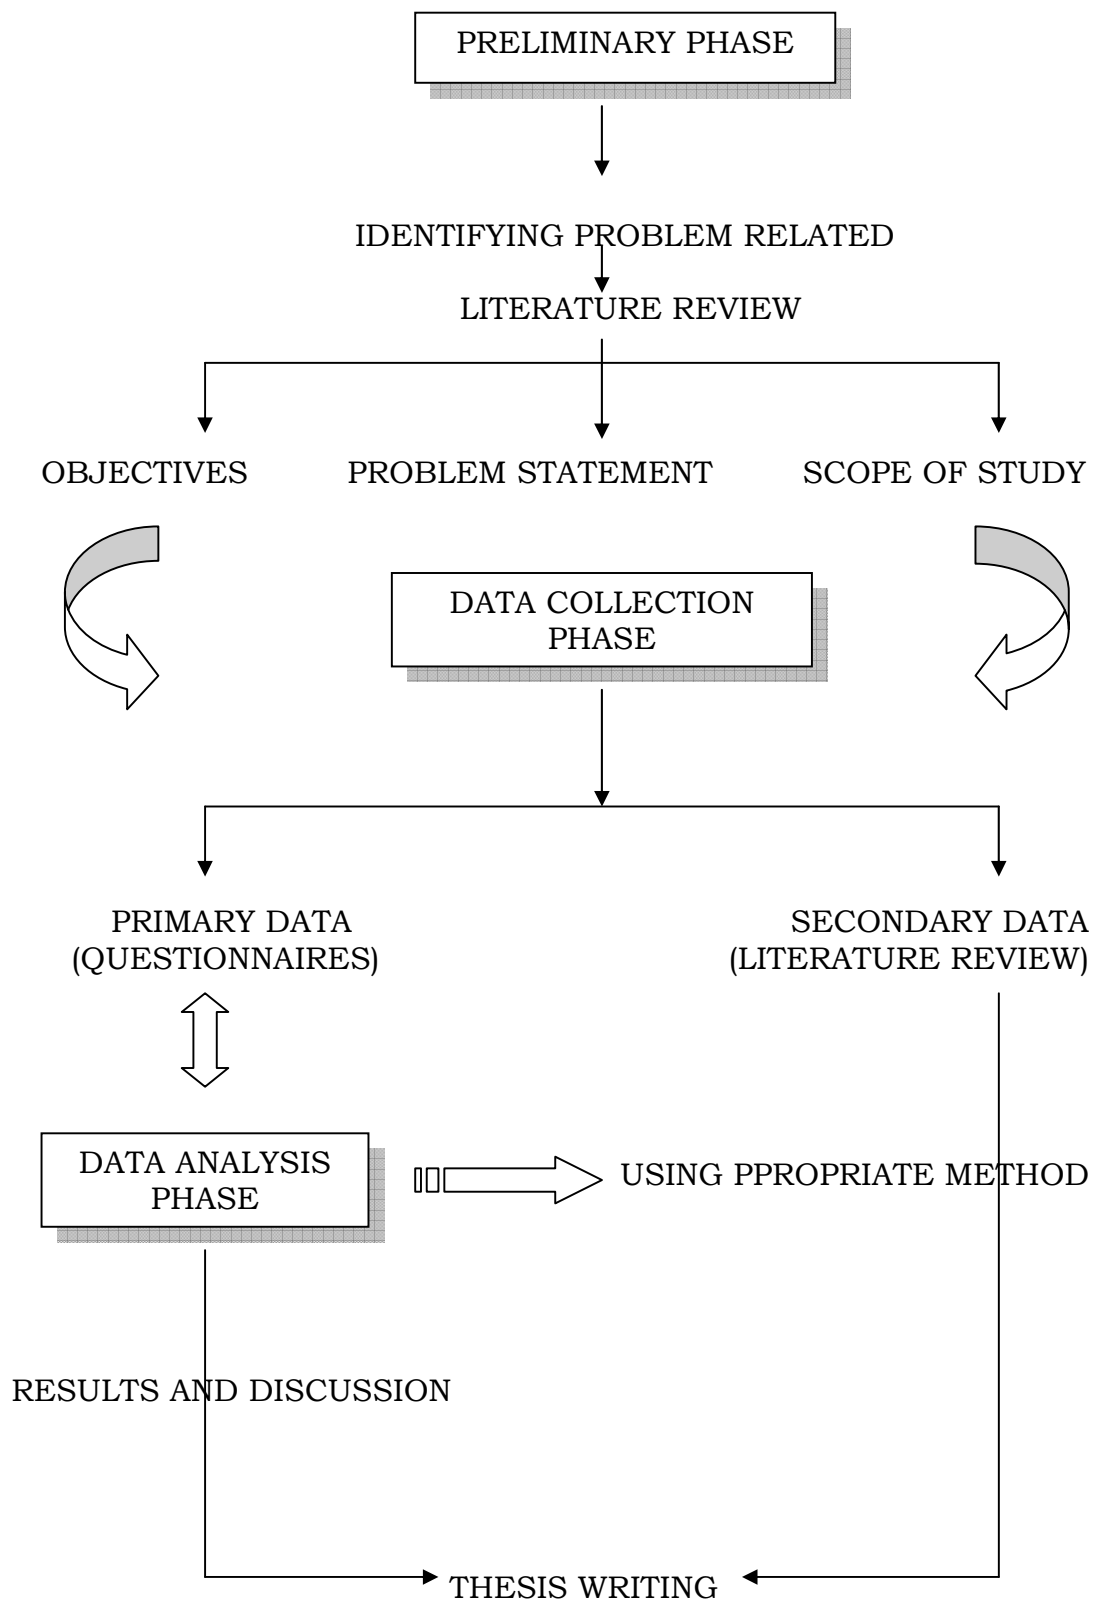 PRELIMINARY PHASE
IDENTIFYING PROBLEM RELATED
LITERATURE REVIEW
OBJECTIVES
PROBLEM STATEMENT
SCOPE OF STUDY
DATA COLLECTION
PHASE
PRIMARY DATA
(QUESTIONNAIRES)
SECONDARY DATA
(LITERATURE REVIEW)
DATA ANALYSIS
PHASE
USING PPROPRIATE METHOD
RESULTS AND DISCUSSION
THESIS WRITING